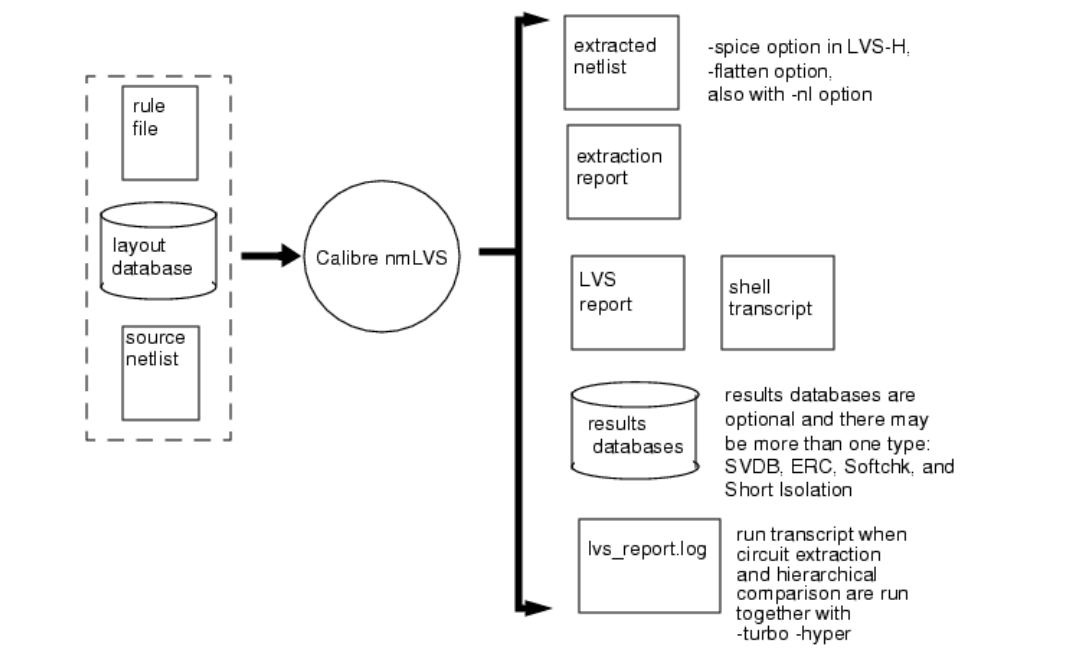 rule
file
layout
database
source
netlist
Calibre nmLVS
extracted
netlist
-spice option in LVS-H,
-flatten option,
also with -nl option
extraction
report
LVS
report
shell
transcript
results
databases
results databases are
optional and there may
be more than one type:
SVDB, ERC, Softchk, and
Short Isolation
lvs_report.log
run transcript when
circuit extraction
and hierarchical
comparison are run
together with
-turbo -hyper